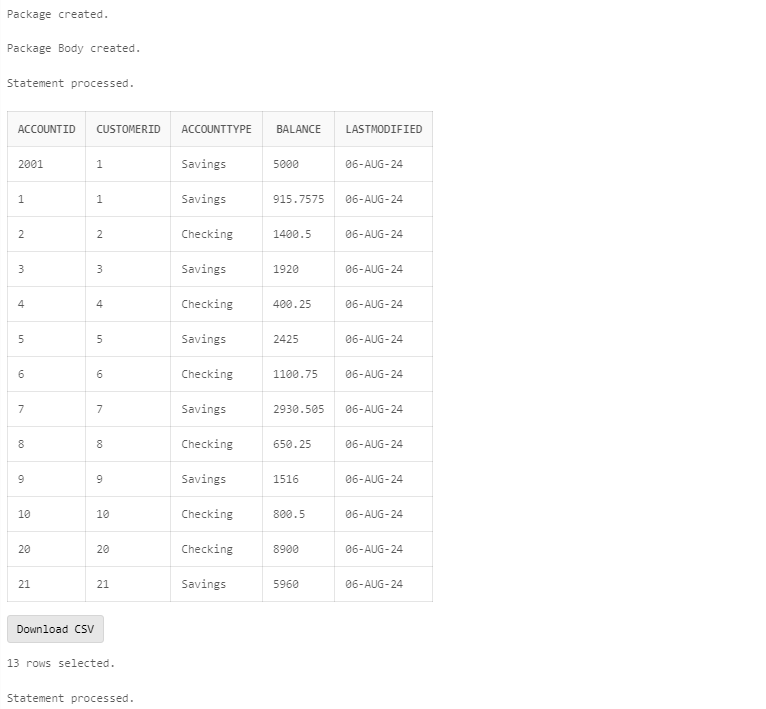 Package created.
Package Body created.
Statement processed.
ACCOUNTID CUSTOMERID ACCOUNTTYPE BALANCE LASTMODIFIED
2001 1 Savings 5000 06-AUG-24
1 1 Savings 915.7575 06-AUG-24
2 2 Checking 1400.5 06-AUG-24
3 3 Savings 1920 06-AUG-24
4 4 Checking 400.25 06-AUG-24
5 5 Savings 2425 06-AUG-24
6 6 Checking 1100.75 06-AUG-24
7 7 Savings 2930.505 06-AUG-24
8 8 Checking 650.25 06-AUG-24
9 9 Savings 1516 06-AUG-24
10 10 Checking 800.5 06-AUG-24
20 20 Checking 8900 06-AUG-24
21 21 Savings 5960 06-AUG-24
Download CSV
13 rows selected.
Statement processed.